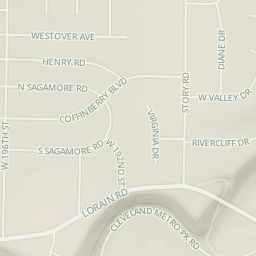 WESTOVER AVE
DIANE DR
HENRY RD
N SAGAMORE RD
COFFINBERRY BLVD
STORY RD
W VALLEY DR
VIRGINIA DR
W 196TH ST
S SAGAMORE RD
W 192ND ST
RIVERCLIFF DR
LORAIN RD
CLEVELAND METRO PK RD